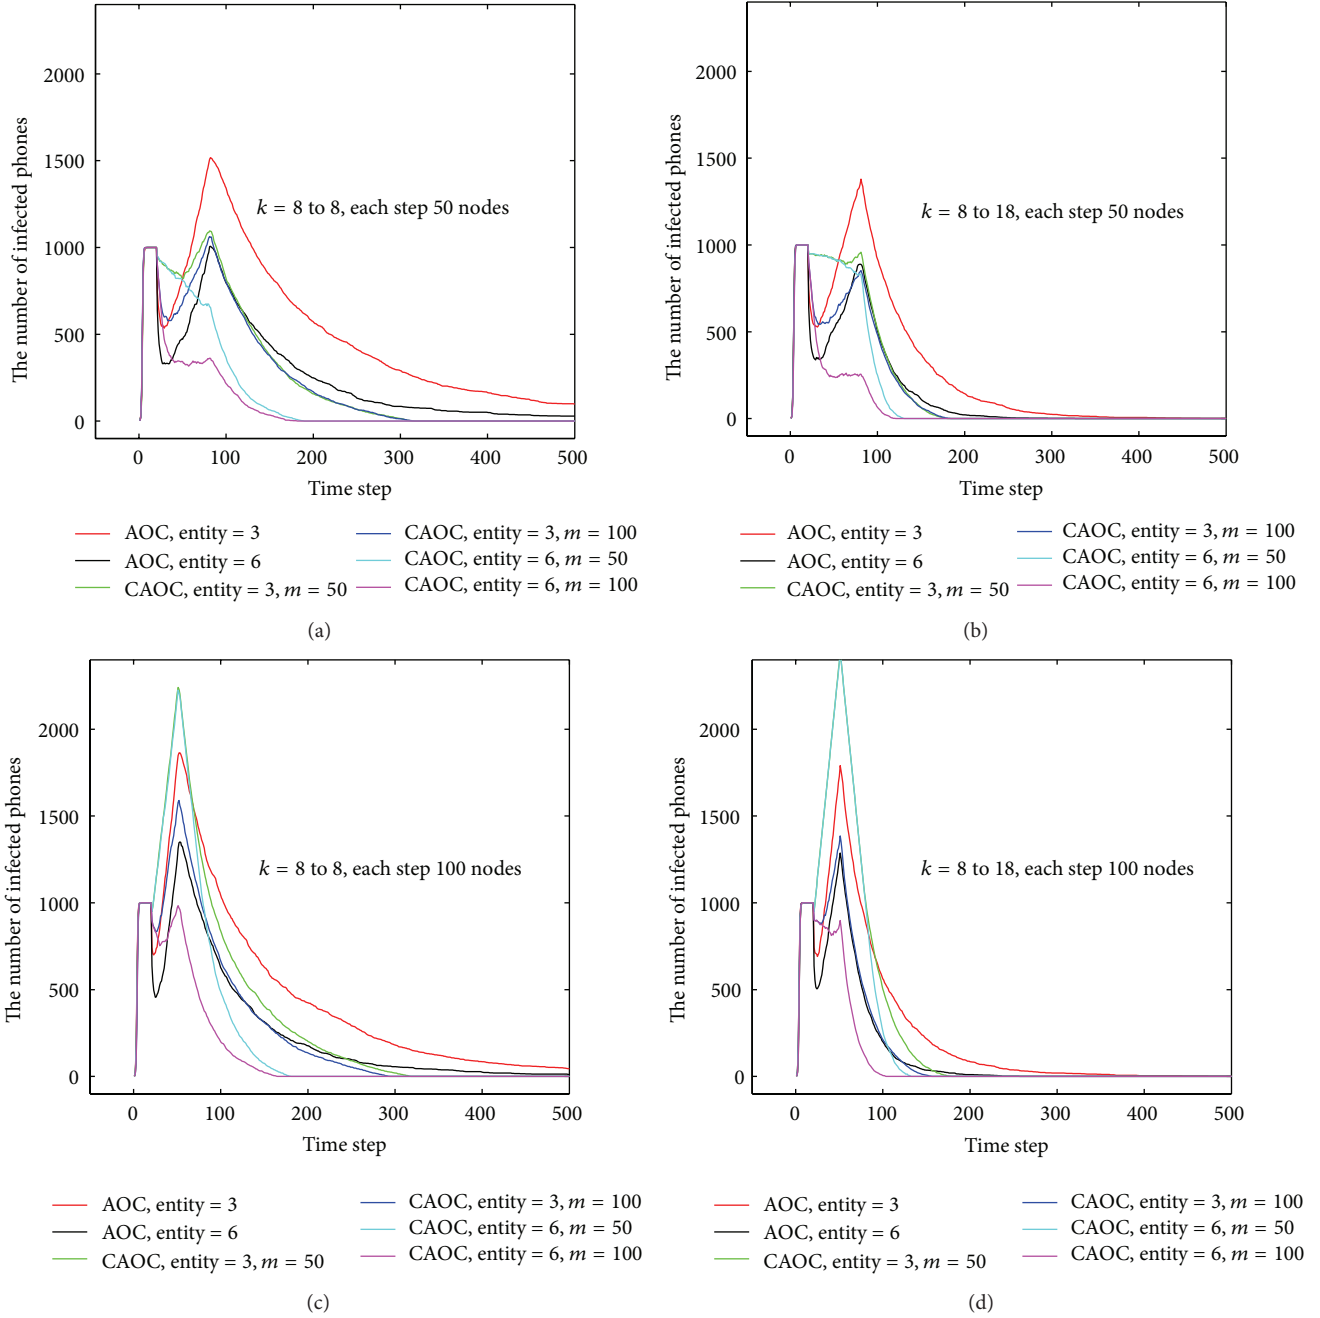 The number of infected phones
2000
1500
1000
500
0
k = 8 to 8, each step 50 nodes
0 100 200 300 400 500
Time step
AOC, entity = 3
AOC, entity = 6
CAOC, entity = 3, m = 50
CAOC, entity = 3, m = 100
CAOC, entity = 6, m = 50
CAOC, entity = 6, m = 100
(a)
The number of infected phones
2000
1500
1000
500
0
k = 8 to 18, each step 50 nodes
0 100 200 300 400 500
Time step
AOC, entity = 3
AOC, entity = 6
CAOC, entity = 3, m = 50
CAOC, entity = 3, m = 100
CAOC, entity = 6, m = 50
CAOC, entity = 6, m = 100
(b)
The number of infected phones
2000
1500
1000
500
0
k = 8 to 8, each step 100 nodes
0 100 200 300 400 500
Time step
AOC, entity = 3
AOC, entity = 6
CAOC, entity = 3, m = 50
CAOC, entity = 3, m = 100
CAOC, entity = 6, m = 50
CAOC, entity = 6, m = 100
(c)
The number of infected phones
2000
1500
1000
500
0
k = 8 to 18, each step 100 nodes
0 100 200 300 400 500
Time step
AOC, entity = 3
AOC, entity = 6
CAOC, entity = 3, m = 50
CAOC, entity = 3, m = 100
CAOC, entity = 6, m = 50
CAOC, entity = 6, m = 100
(d)